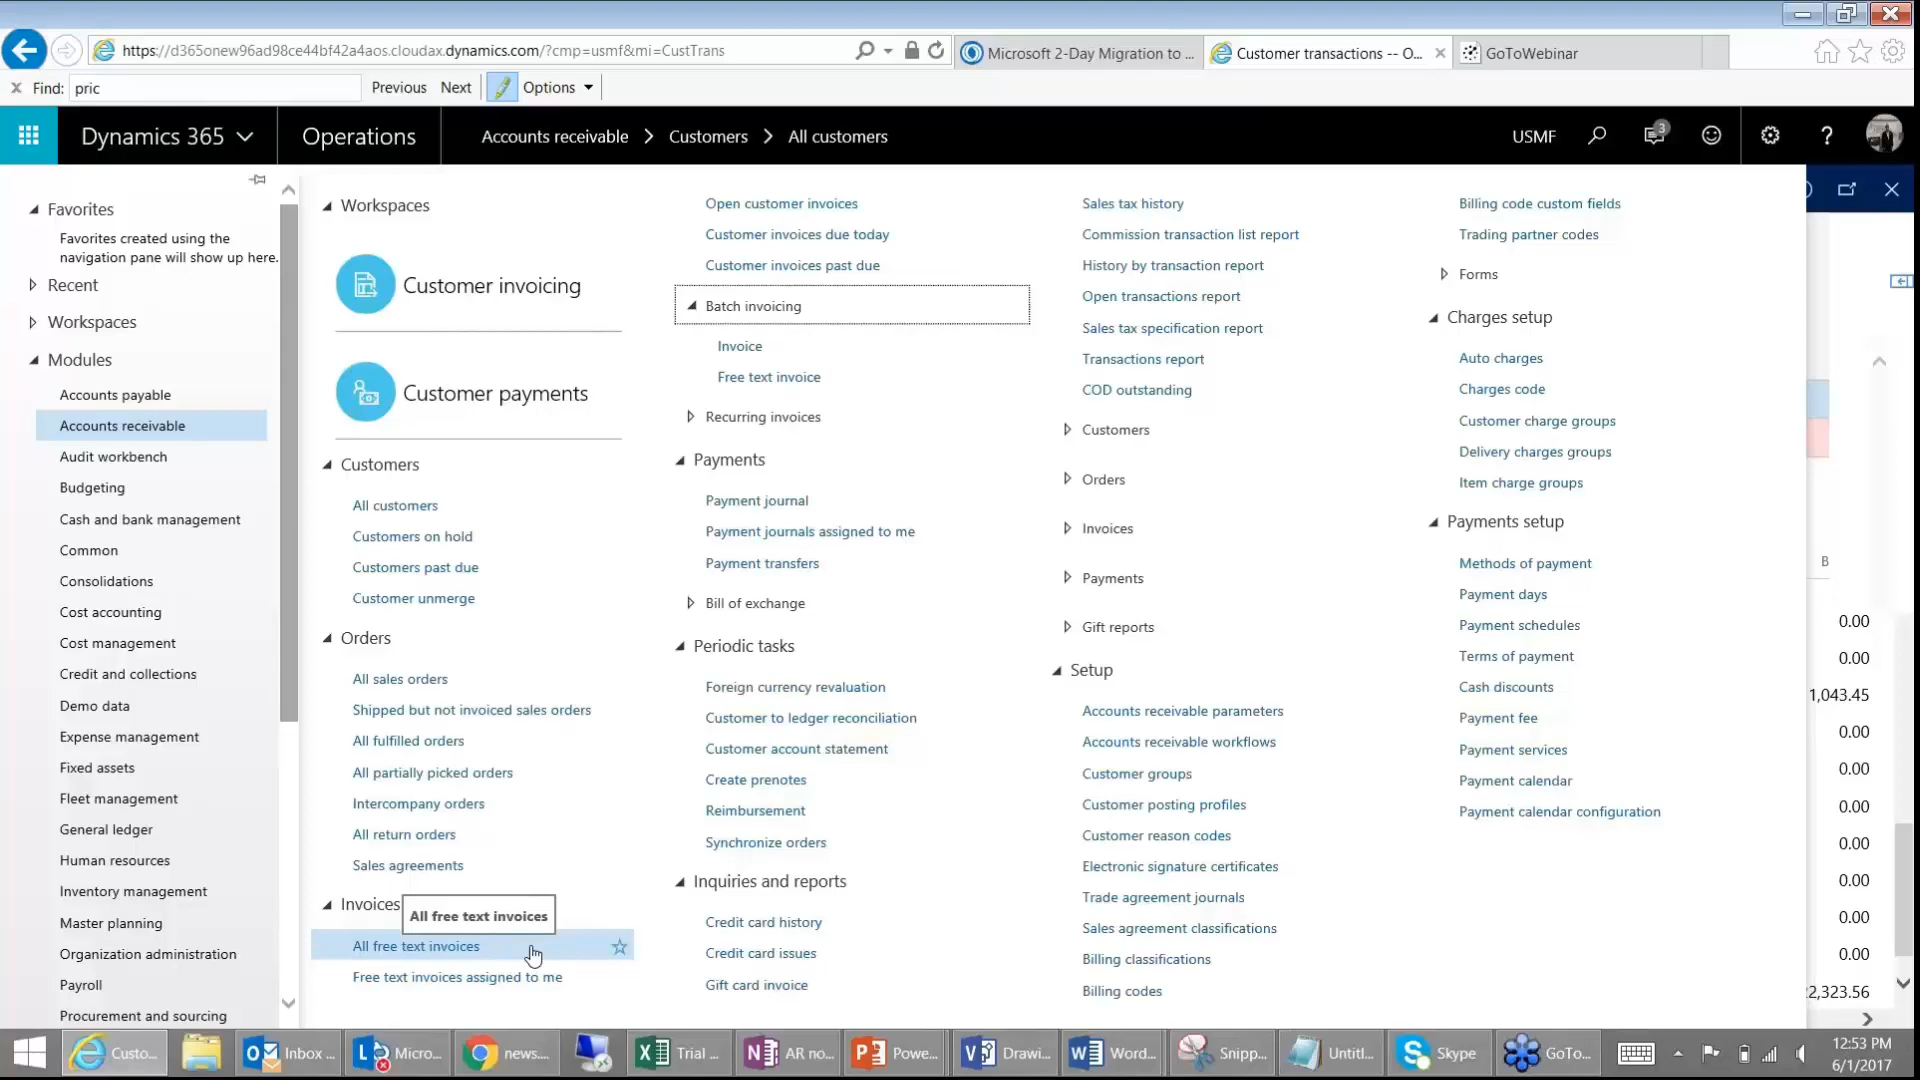 https://d365onew96ad98ce44bf42a4aos.cloudax.dynamics.com/?cmp=usmf&mi=CustTrans
Microsoft 2-Day Migration to ...
Customer transactions -- O...
GoToWebinar
Find: pric
Previous
Next
Options
Dynamics 365
Operations
Accounts receivable
Customers
All customers
USMF
3
Favorites
Favorites created using the
navigation pane will show up here.
Recent
Workspaces
Modules
Accounts payable
Accounts receivable
Audit workbench
Budgeting
Cash and bank management
Common
Consolidations
Cost accounting
Cost management
Credit and collections
Demo data
Expense management
Fixed assets
Fleet management
General ledger
Human resources
Inventory management
Master planning
Organization administration
Payroll
Procurement and sourcing
Workspaces
Customer invoicing
Customer payments
Customers
All customers
Customers on hold
Customers past due
Customer unmerge
Orders
All sales orders
Shipped but not invoiced sales orders
All fulfilled orders
All partially picked orders
Intercompany orders
All return orders
Sales agreements
Invoices
All free text invoices
All free text invoices
Free text invoices assigned to me
Open customer invoices
Customer invoices due today
Customer invoices past due
Batch invoicing
Invoice
Free text invoice
Recurring invoices
Payments
Payment journal
Payment journals assigned to me
Payment transfers
Bill of exchange
Periodic tasks
Foreign currency revaluation
Customer to ledger reconciliation
Customer account statement
Create prenotes
Reimbursement
Synchronize orders
Inquiries and reports
Credit card history
Credit card issues
Gift card invoice
Sales tax history
Commission transaction list report
History by transaction report
Open transactions report
Sales tax specification report
Transactions report
COD outstanding
Customers
Orders
Invoices
Payments
Gift reports
Setup
Accounts receivable parameters
Accounts receivable workflows
Customer groups
Customer posting profiles
Customer reason codes
Electronic signature certificates
Trade agreement journals
Sales agreement classifications
Billing classifications
Billing codes
Billing code custom fields
Trading partner codes
Forms
Charges setup
Auto charges
Charges code
Customer charge groups
Delivery charges groups
Item charge groups
Payments setup
Methods of payment
Payment days
Payment schedules
Terms of payment
Cash discounts
Payment fee
Payment services
Payment calendar
Payment calendar configuration
B
0.00
0.00
1,043.45
0.00
0.00
0.00
0.00
0.00
0.00
0.00
2,323.56
Custo...
Inbox ...
Micro...
news...
Trial ...
AR no...
Powe...
Drawi...
Word...
Snipp...
Untitl...
Skype
GoTo...
12:53 PM
6/1/2017